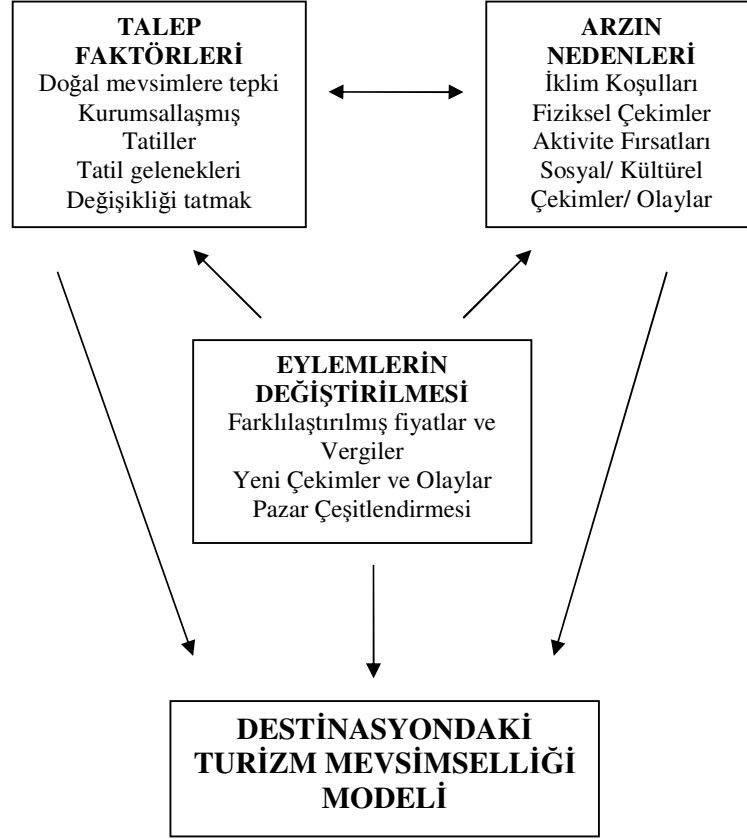 TALEP
FAKTÖRLERİ
Doğal mevsimlere tepki
Kurumsallaşmış
Tatiller
Tatil gelenekleri
Değişikliği tatmak
ARZIN
NEDENLERİ
İklim Koşulları
Fiziksel Çekimler
Aktivite Fırsatları
Sosyal/ Kültürel
Çekimler/ Olaylar
EYLEMLERİN
DEĞİŞTİRİLMESİ
Farklılaştırılmış fiyatlar ve
Vergiler
Yeni Çekimler ve Olaylar
Pazar Çeşitlendirmesi
DESTİNASYONDAKİ
TURİZM MEVSİMSELLİĞİ
MODELİ